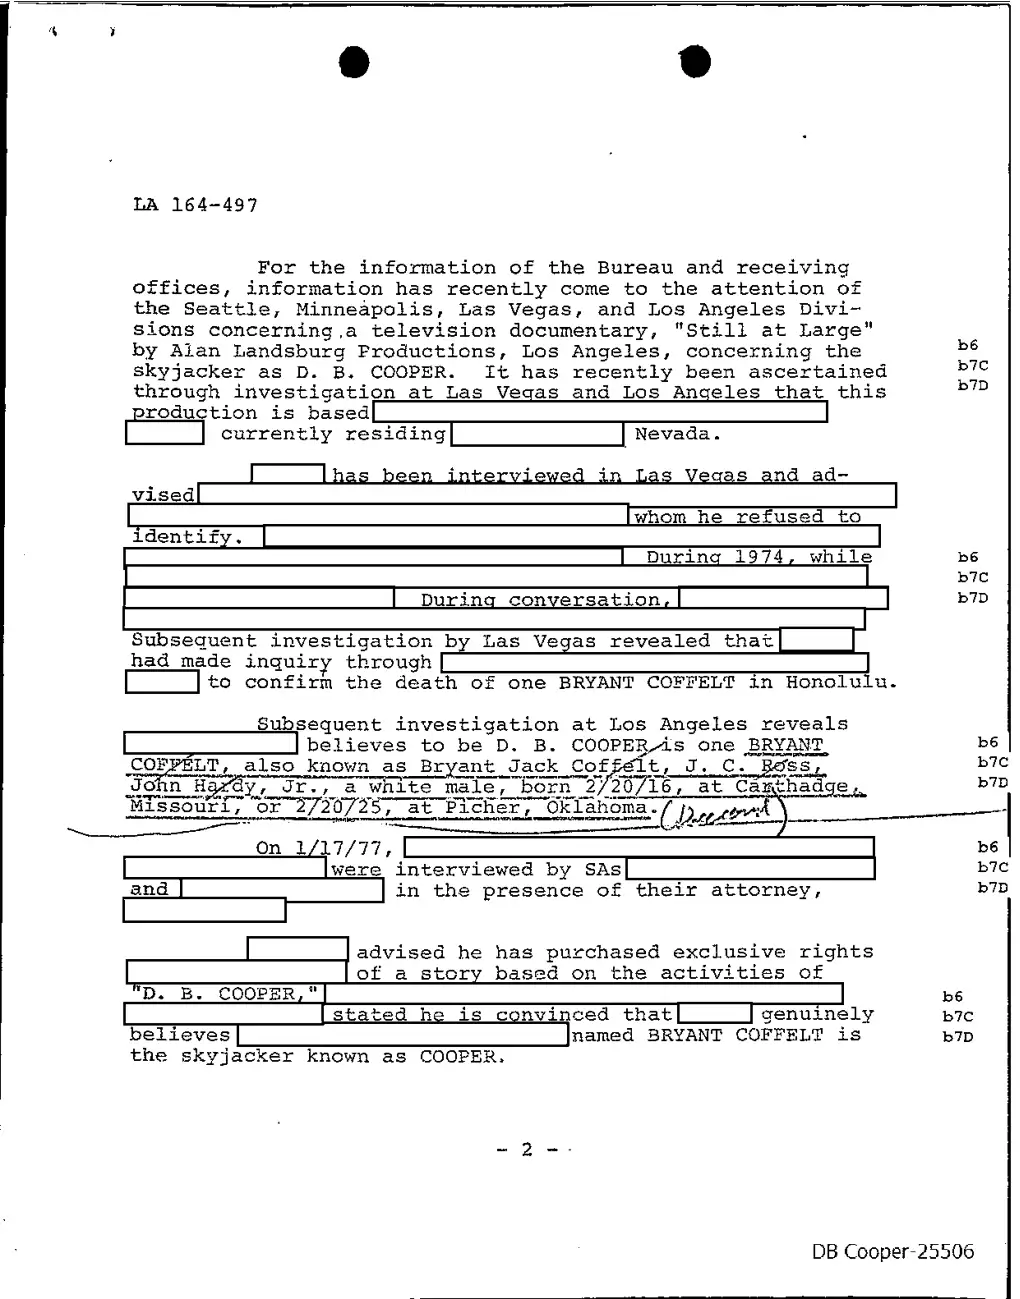 LA 164-497
For the information of the Bureau and receiving
offices, information has recently come to the attention of
the Seattle, Minneapolis, Las Vegas, and Los Angeles Divi-
sions concerning a television documentary, "Still at Large"
by Alan Landsburg Productions, Los Angeles, concerning the
b6
skyjacker as D. B. COOPER. It has recently been ascertained
b7C
through investigation at Las Vegas and Los Angeles that this
b7D
production is based
currently residing Nevada.
has been interviewed in Las Vegas and ad-
vised
whom he refused to
identify.
During 1974, while
b6
b7C
During conversation,
b7D
Subsequent investigation by Las Vegas revealed that
had made inquiry through
to confirm the death of one BRYANT COFFELT in Honolulu.
Subsequent investigation at Los Angeles reveals
believes to be D. B. COOPER is one BRYANT
b6
COFFELT, also known as Bryant Jack Coffelt, J. C. Ross,
b7C
John Hardy, Jr., a white male, born 2/20/16, at Carthadge,
b7D
Missouri, or 2/20/25, at Picher, Oklahoma. (Deceased)
On 1/17/77,
b6
were interviewed by SAs
b7C
and in the presence of their attorney,
b7D
advised he has purchased exclusive rights
of a story based on the activities of
"D. B. COOPER,"
b6
stated he is convinced that genuinely
b7C
believes named BRYANT COFFELT is
b7D
the skyjacker known as COOPER.
- 2 -
DB Cooper-25506